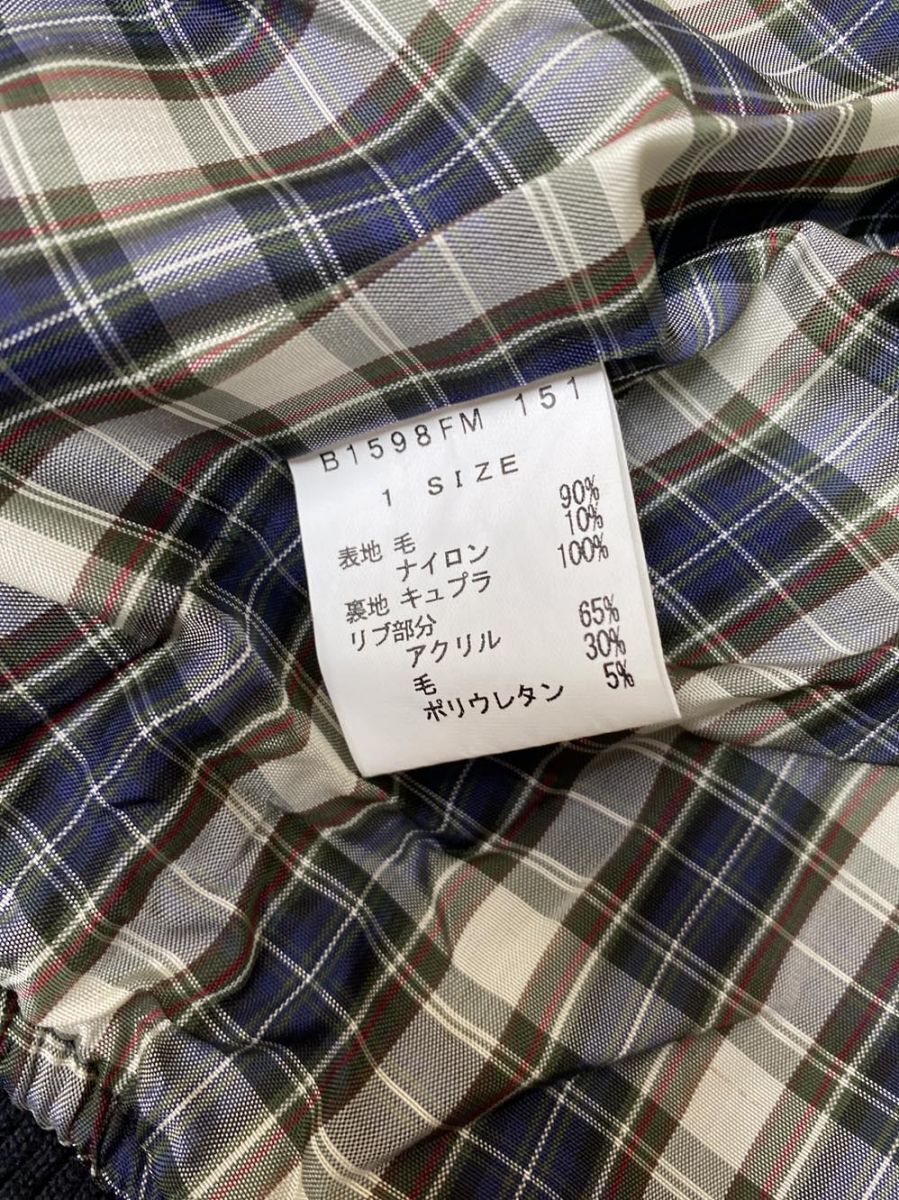 B1598FM 151
1 SIZE
表地 毛 90%
ナイロン 10%
裏地 キュプラ 100%
リブ部分
アクリル 65%
毛 30%
ポリウレタン 5%